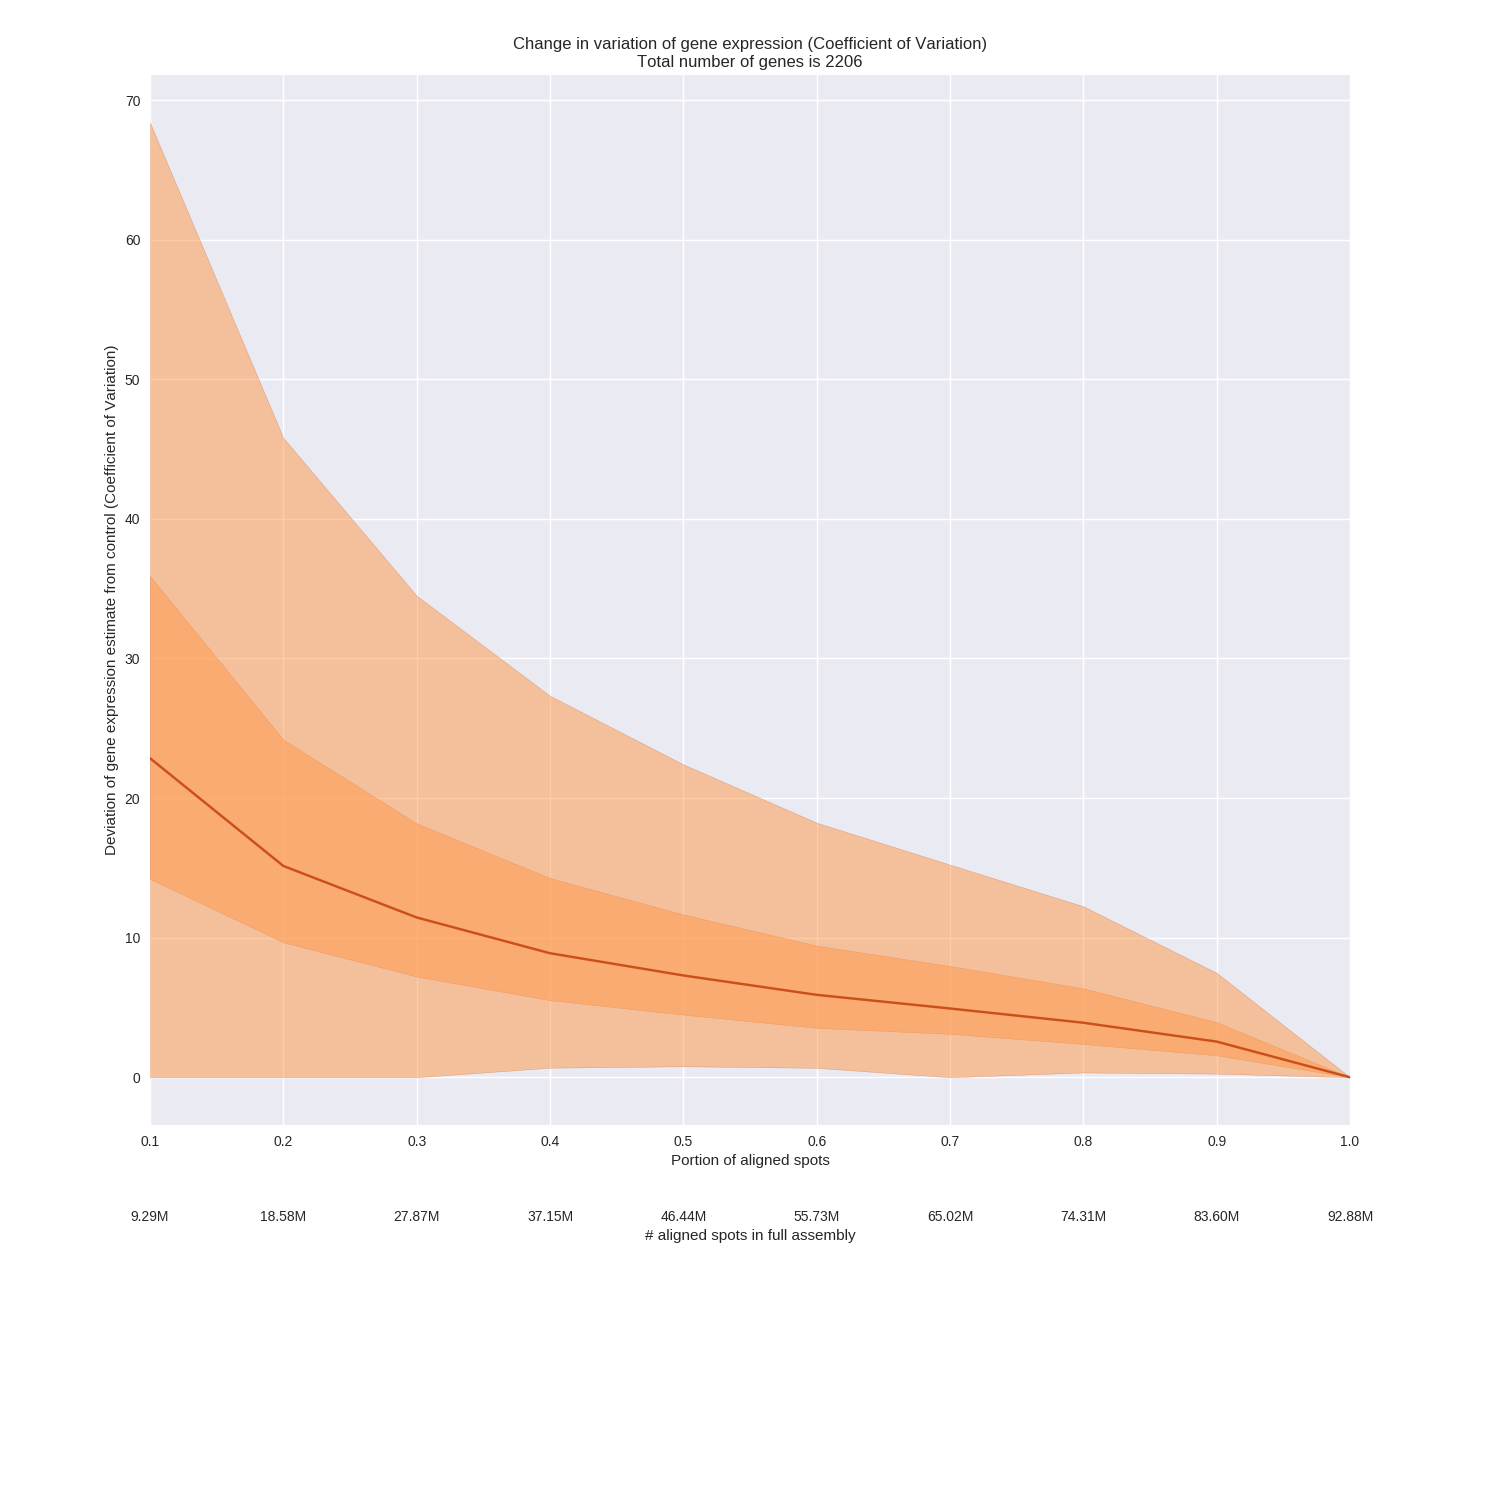 Change in variation of gene expression (Coefficient of Variation)
Total number of genes is 2206
Deviation of gene expression estimate from control (Coefficient of Variation)
70
60
50
40
30
20
10
0
0.1 0.2 0.3 0.4 0.5 0.6 0.7 0.8 0.9 1.0
Portion of aligned spots
9.29M 18.58M 27.87M 37.15M 46.44M 55.73M 65.02M 74.31M 83.60M 92.88M
# aligned spots in full assembly